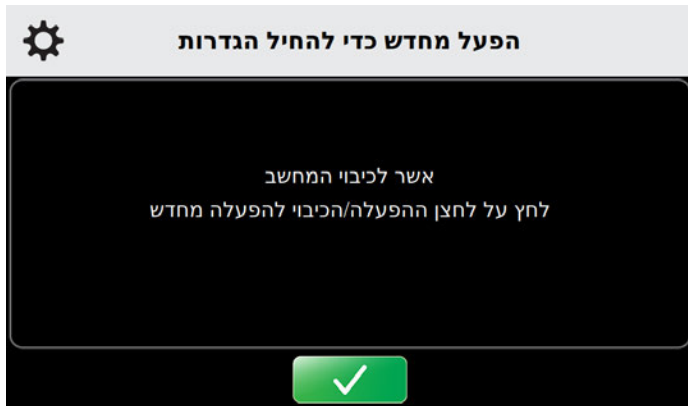 הפעל מחדש כדי להחיל הגדרות
אשר לכיבוי המחשב
לחץ על לחצן ההפעלה/הכיבוי להפעלה מחדש